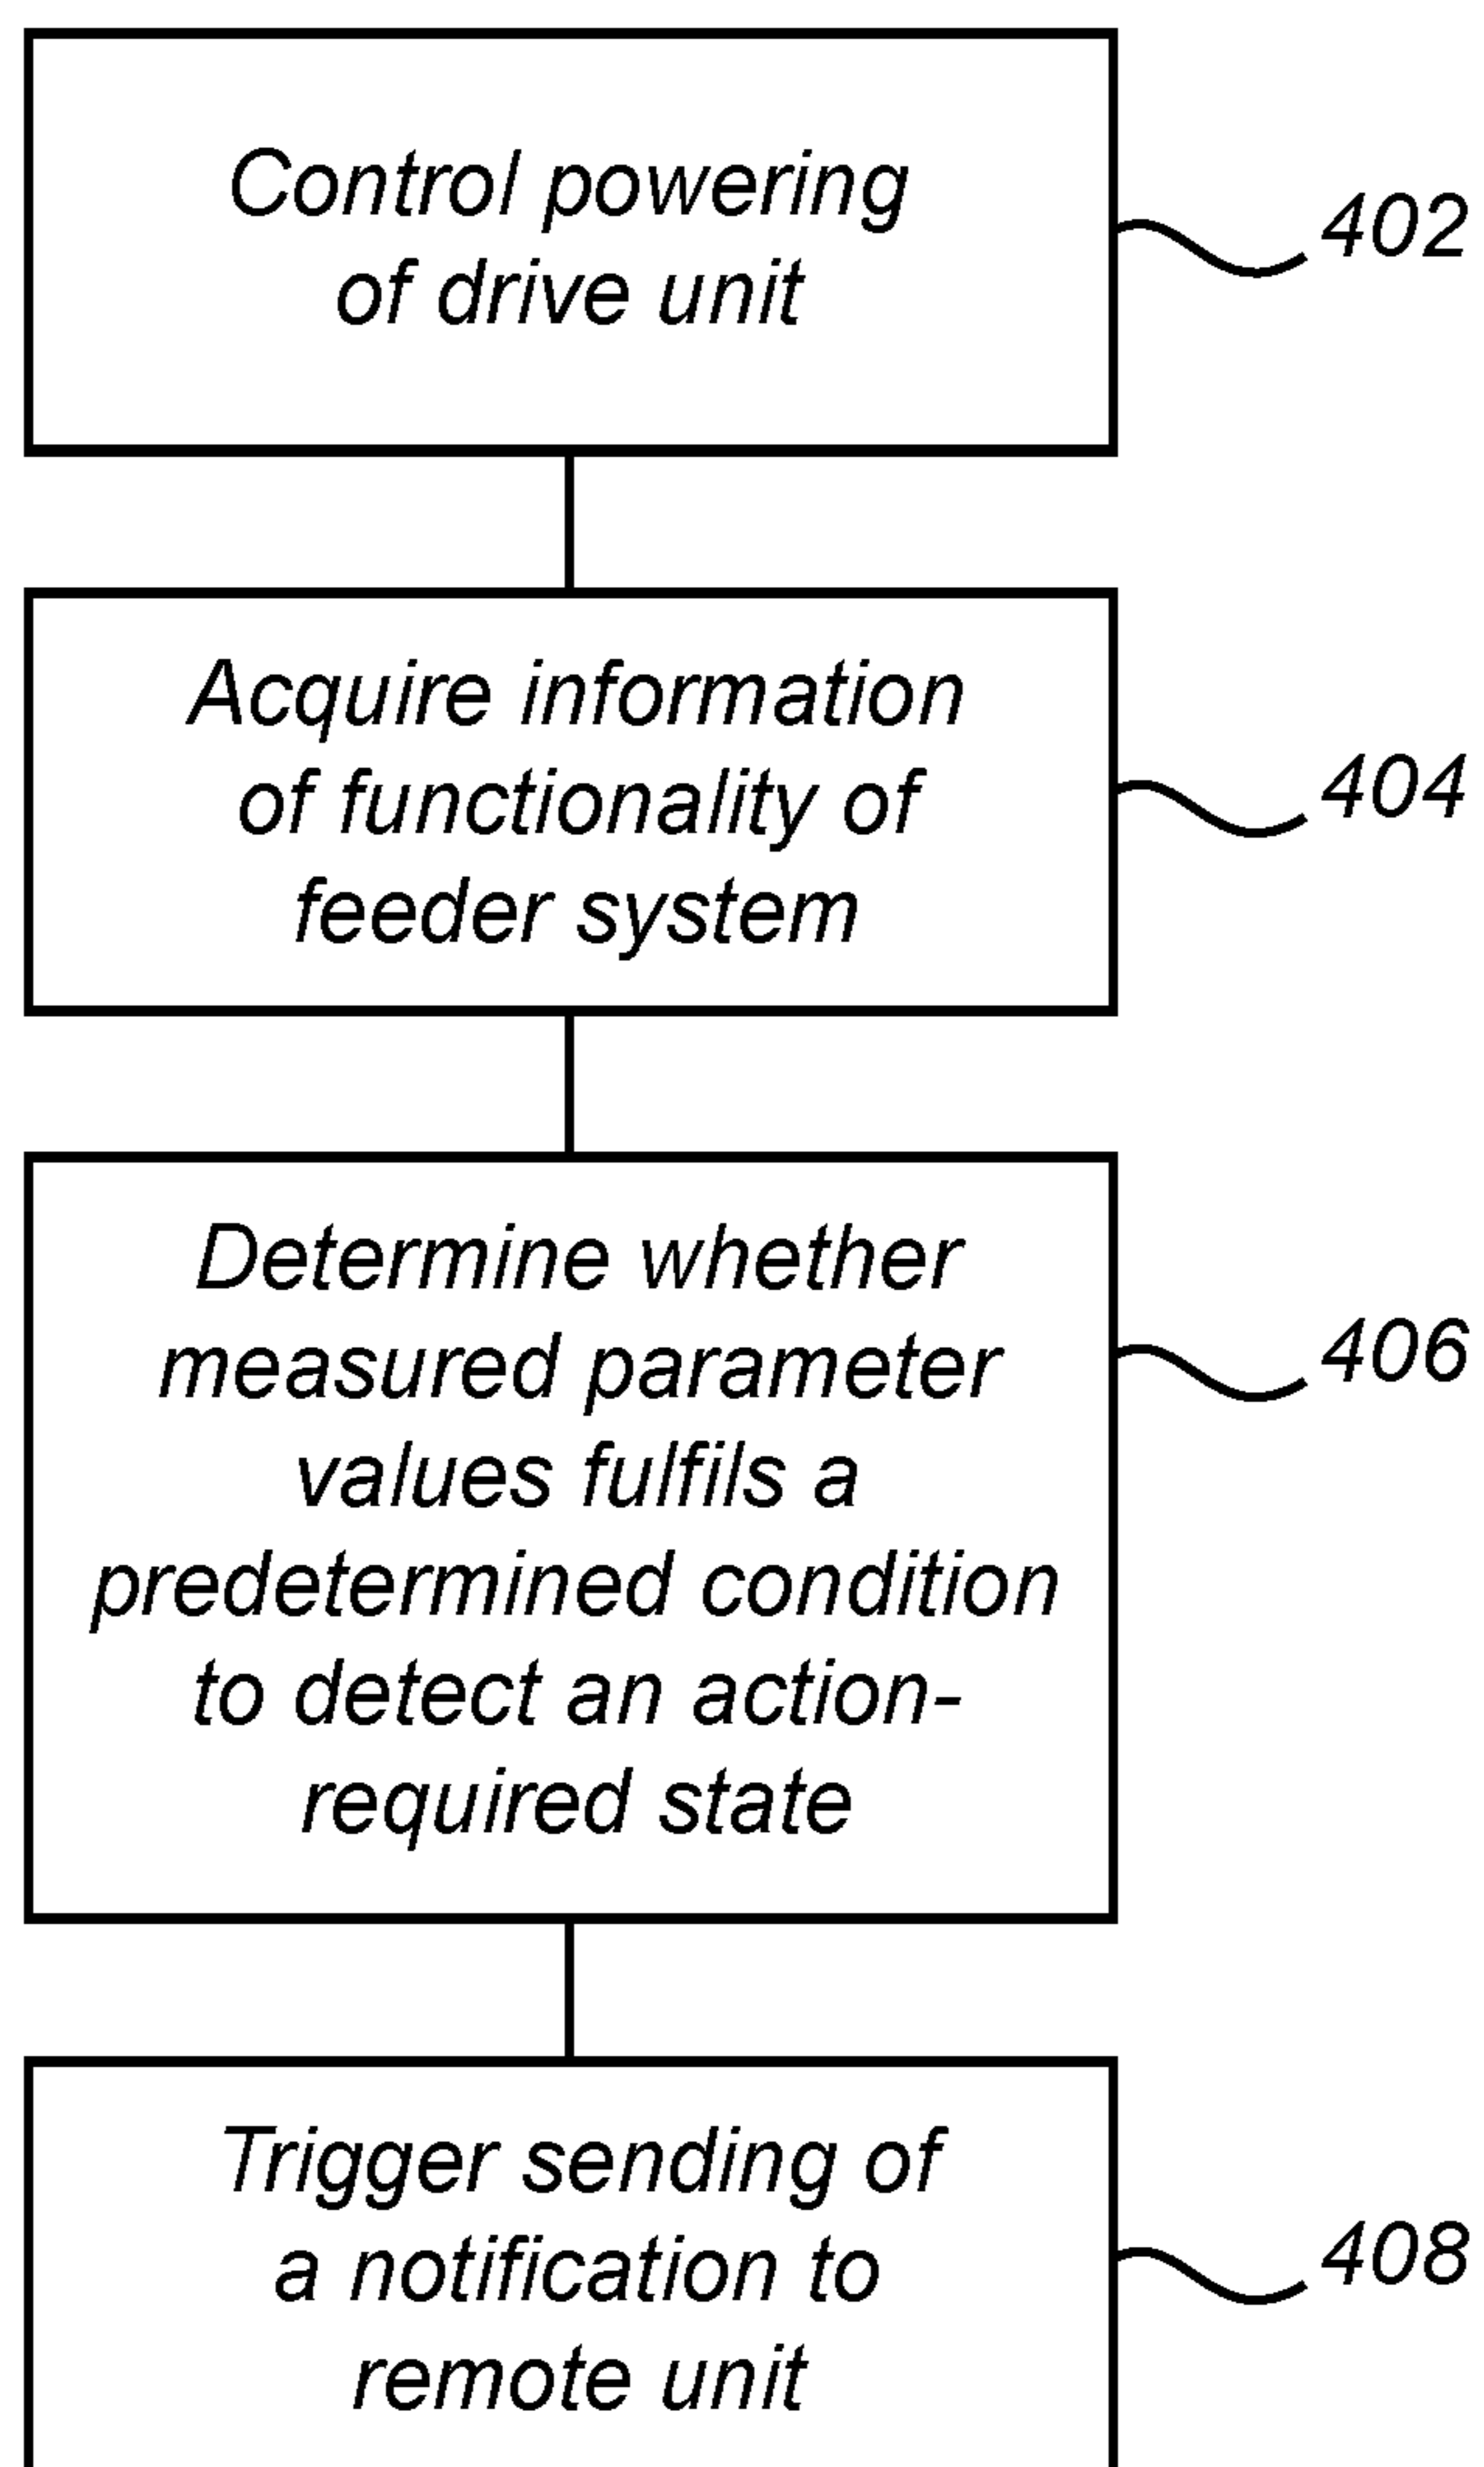 Control powering
of drive unit
402
Acquire information
of functionality of
feeder system
404
Determine whether
measured parameter
values fulfils a
predetermined condition
to detect an action-
required state
406
Trigger sending of
a notification to
remote unit
408